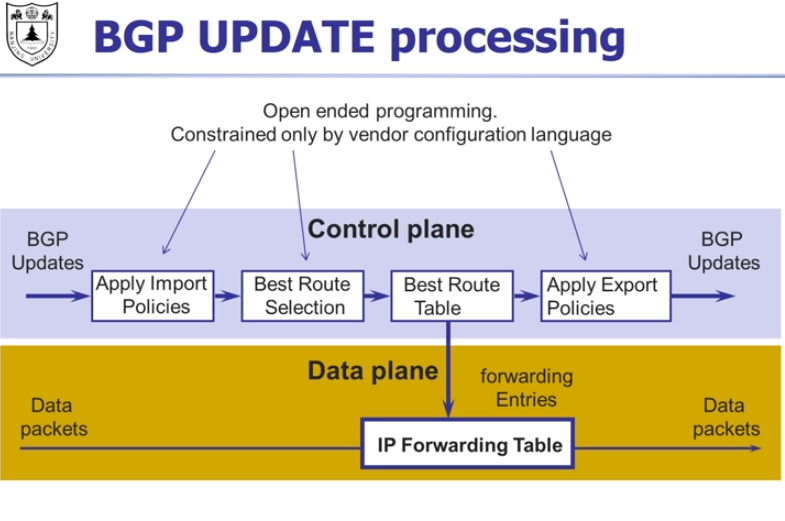 NANJING UNIVERSITY
BGP UPDATE processing
Open ended programming.
Constrained only by vendor configuration language
Control plane
BGP
Updates
Apply Import
Policies
Best Route
Selection
Best Route
Table
Apply Export
Policies
BGP
Updates
Data plane
forwarding
Entries
Data
packets
IP Forwarding Table
Data
packets